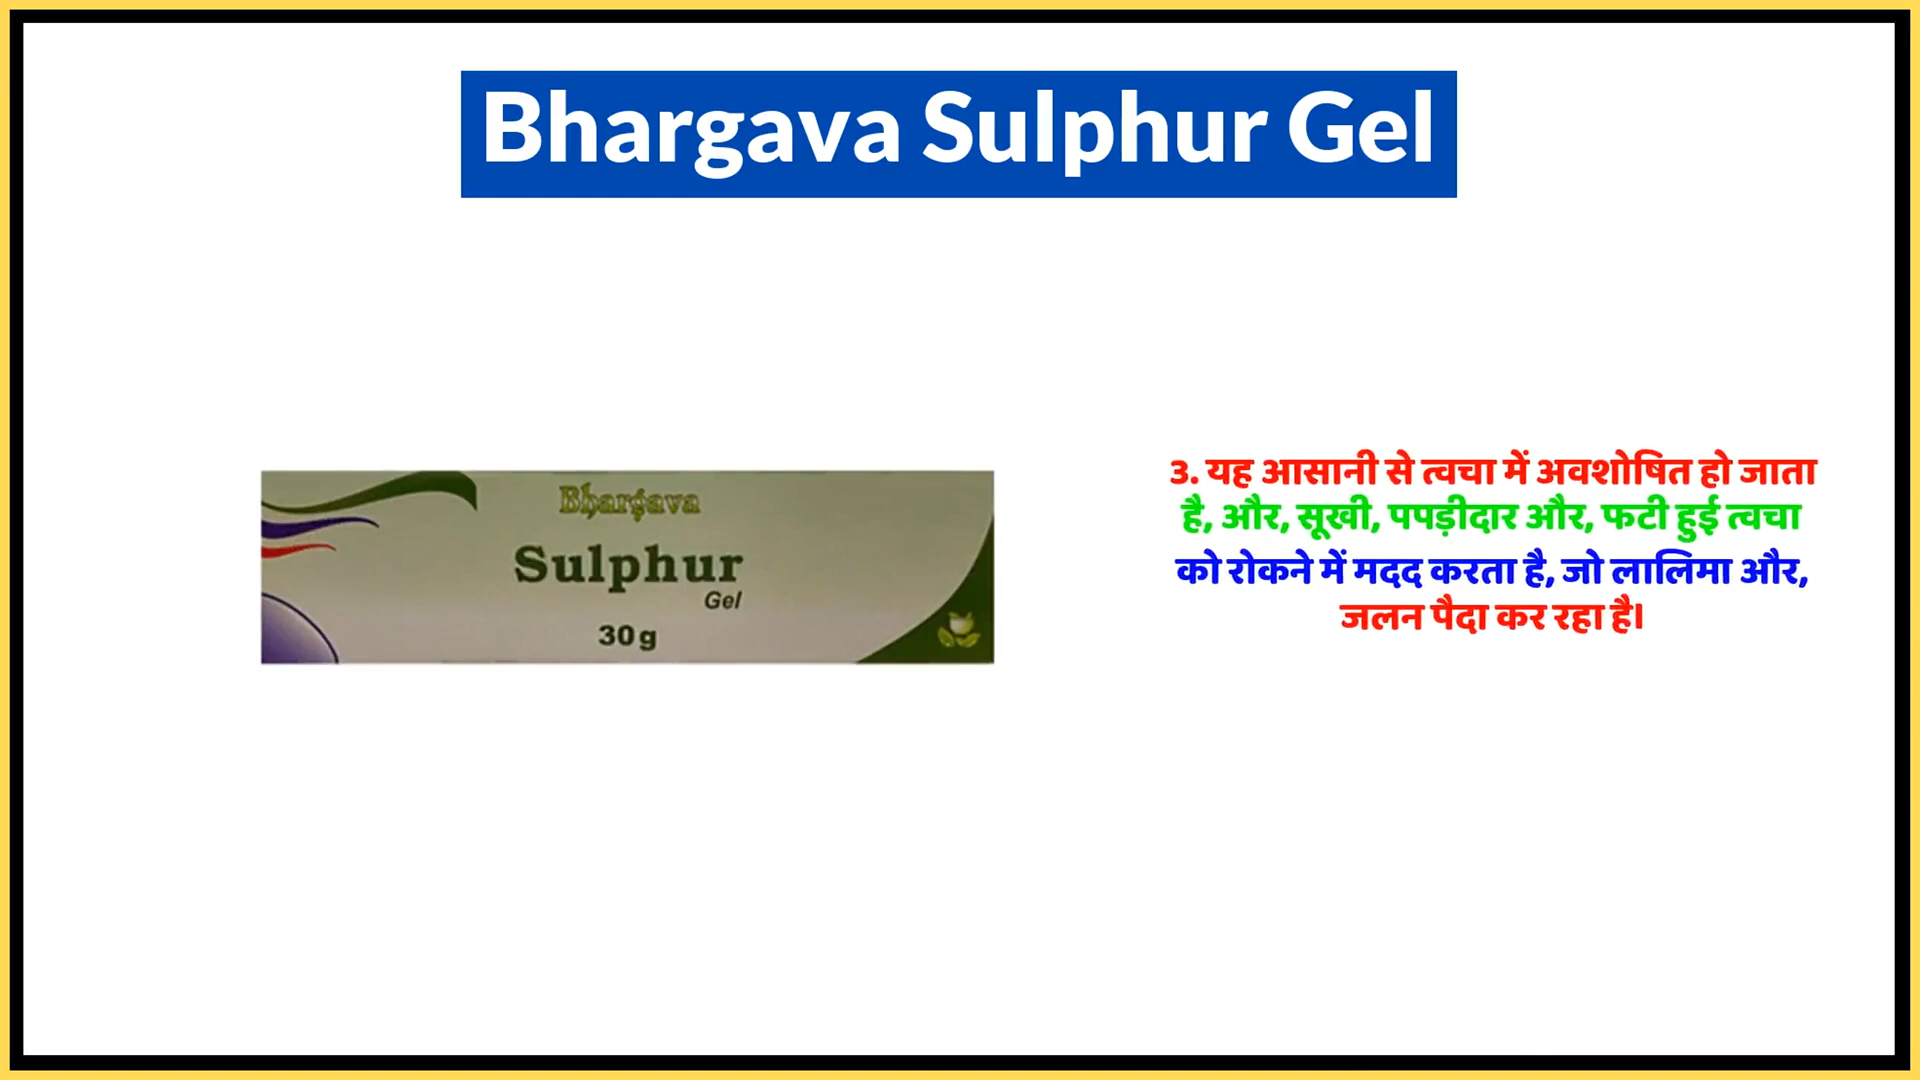 Bhargava Sulphur Gel
Bhargava
Sulphur
Gel
30 g
3. यह आसानी से त्वचा में अवशोषित हो जाता
है, और, सूखी, पपड़ीदार और, फटी हुई त्वचा
को रोकने में मदद करता है, जो लालिमा और,
जलन पैदा कर रहा है।